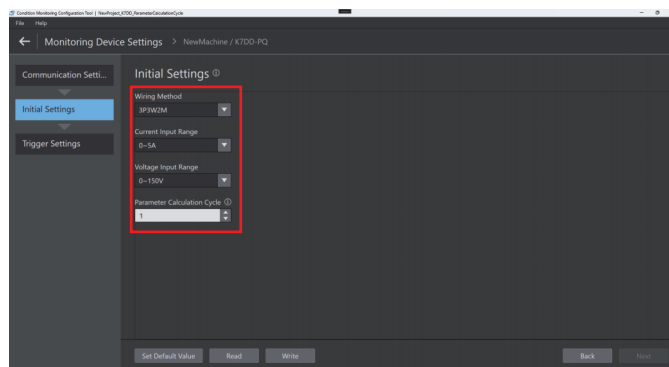 Condition Monitoring Configuration Tool | NewProject_K7DD_ParameterCalculationCycle
File Help
← | Monitoring Device Settings > NewMachine / K7DD-PQ
Communication Setti...
Initial Settings
Trigger Settings
Initial Settings
Wiring Method
3P3W2M
Current Input Range
0~5A
Voltage Input Range
0~150V
Parameter Calculation Cycle
1
Set Default Value Read Write Back Next